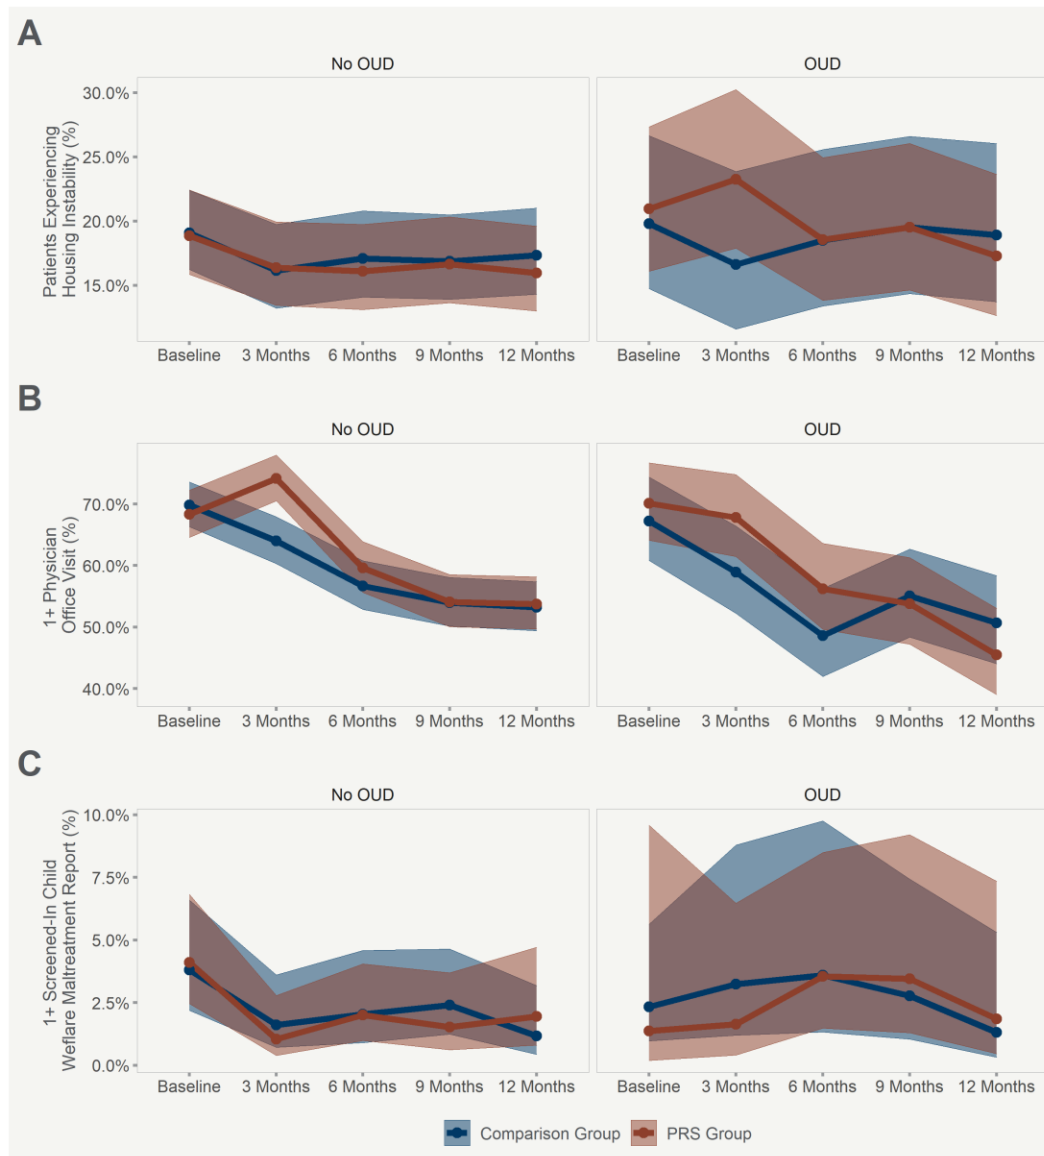 A
No OUD
OUD
Patients Experiencing
Housing Instability (%)
30.0%
25.0%
20.0%
15.0%
Baseline 3 Months 6 Months 9 Months 12 Months
Baseline 3 Months 6 Months 9 Months 12 Months
B
No OUD
OUD
1+ Physician
Office Visit (%)
70.0%
60.0%
50.0%
40.0%
Baseline 3 Months 6 Months 9 Months 12 Months
Baseline 3 Months 6 Months 9 Months 12 Months
C
No OUD
OUD
1+ Screened-In Child
Weflare Maltreatment Report (%)
10.0%
7.5%
5.0%
2.5%
0.0%
Baseline 3 Months 6 Months 9 Months 12 Months
Baseline 3 Months 6 Months 9 Months 12 Months
Comparison Group PRS Group